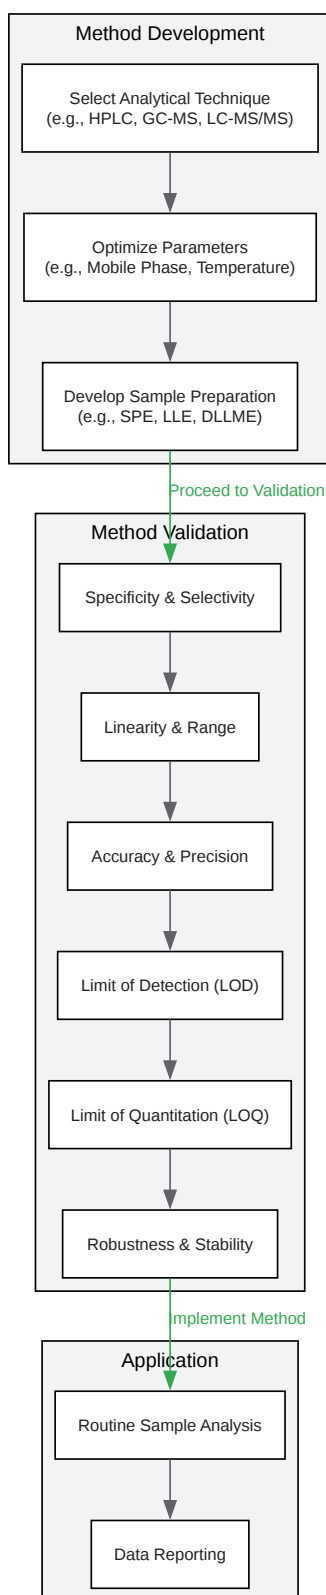 Method Development
Select Analytical Technique
(e.g., HPLC, GC-MS, LC-MS/MS)
Optimize Parameters
(e.g., Mobile Phase, Temperature)
Develop Sample Preparation
(e.g., SPE, LLE, DLLME)
Proceed to Validation
Method Validation
Specificity & Selectivity
Linearity & Range
Accuracy & Precision
Limit of Detection (LOD)
Limit of Quantitation (LOQ)
Robustness & Stability
Implement Method
Application
Routine Sample Analysis
Data Reporting